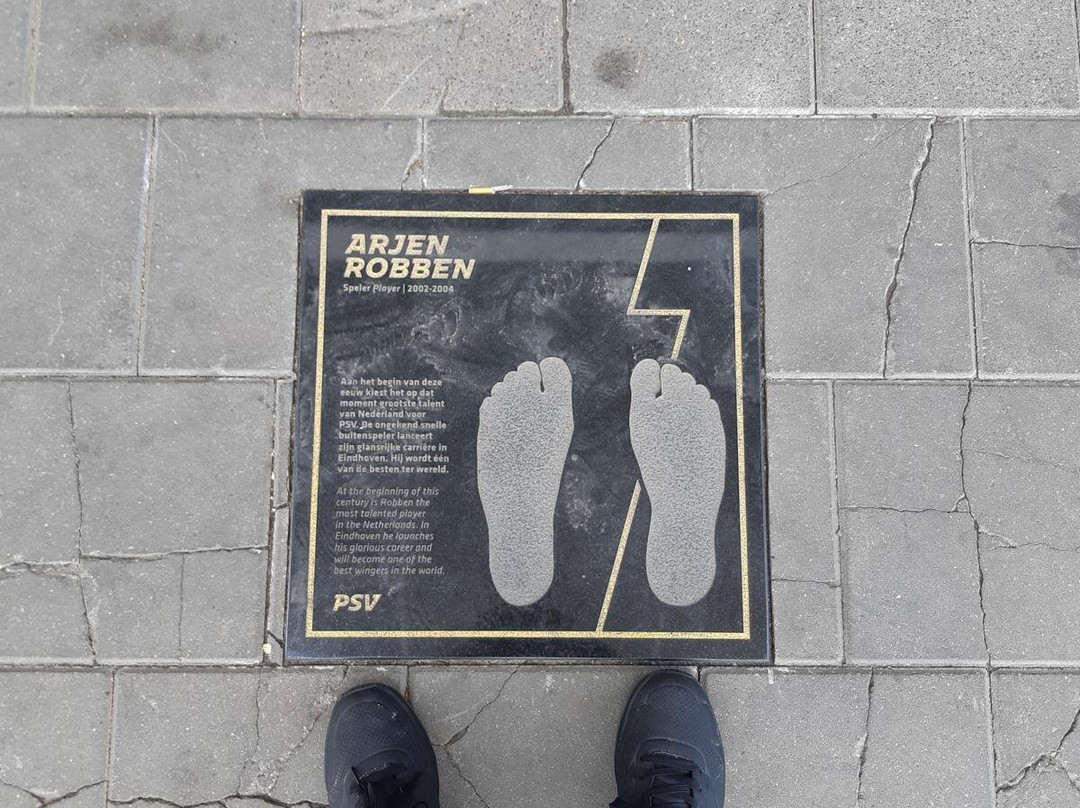 ARJEN
ROBBEN
Speler Player | 2002-2004
Aan het begin van deze
eeuw kiest het op dat
moment grootste talent
van Nederland voor
PSV. De ongekend snelle
buitenspeler lanceert
zijn glansrijke carrière in
Eindhoven. Hij wordt één
van de besten ter wereld.
At the beginning of this
century is Robben the
most talented player
in the Netherlands. In
Eindhoven he launches
his glorious career and
will become one of the
best wingers in the world.
PSV